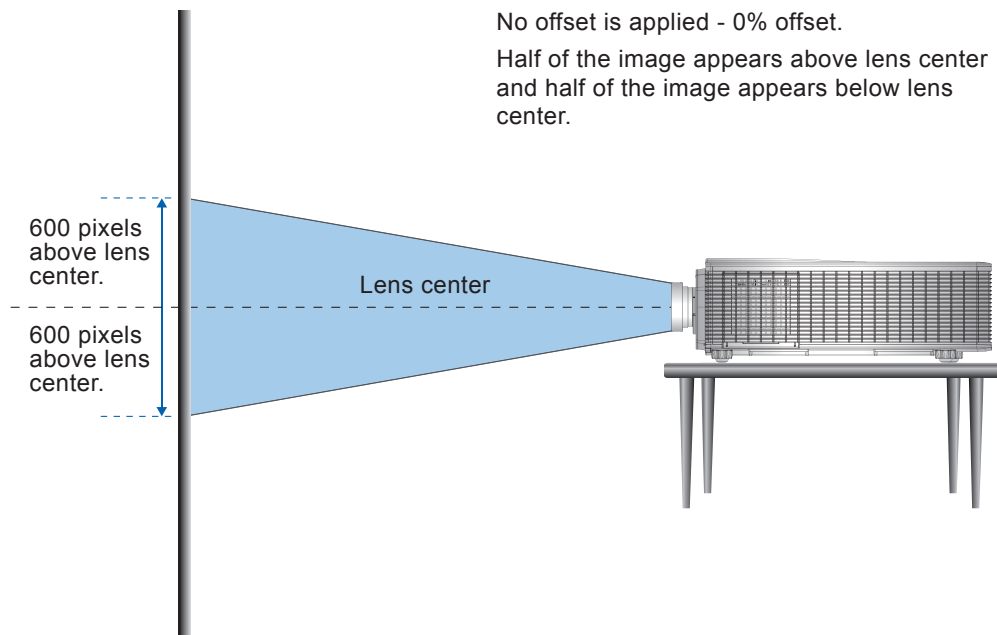 No offset is applied - 0% offset.
Half of the image appears above lens center
and half of the image appears below lens
center.
600 pixels
above lens
center.
Lens center
600 pixels
above lens
center.